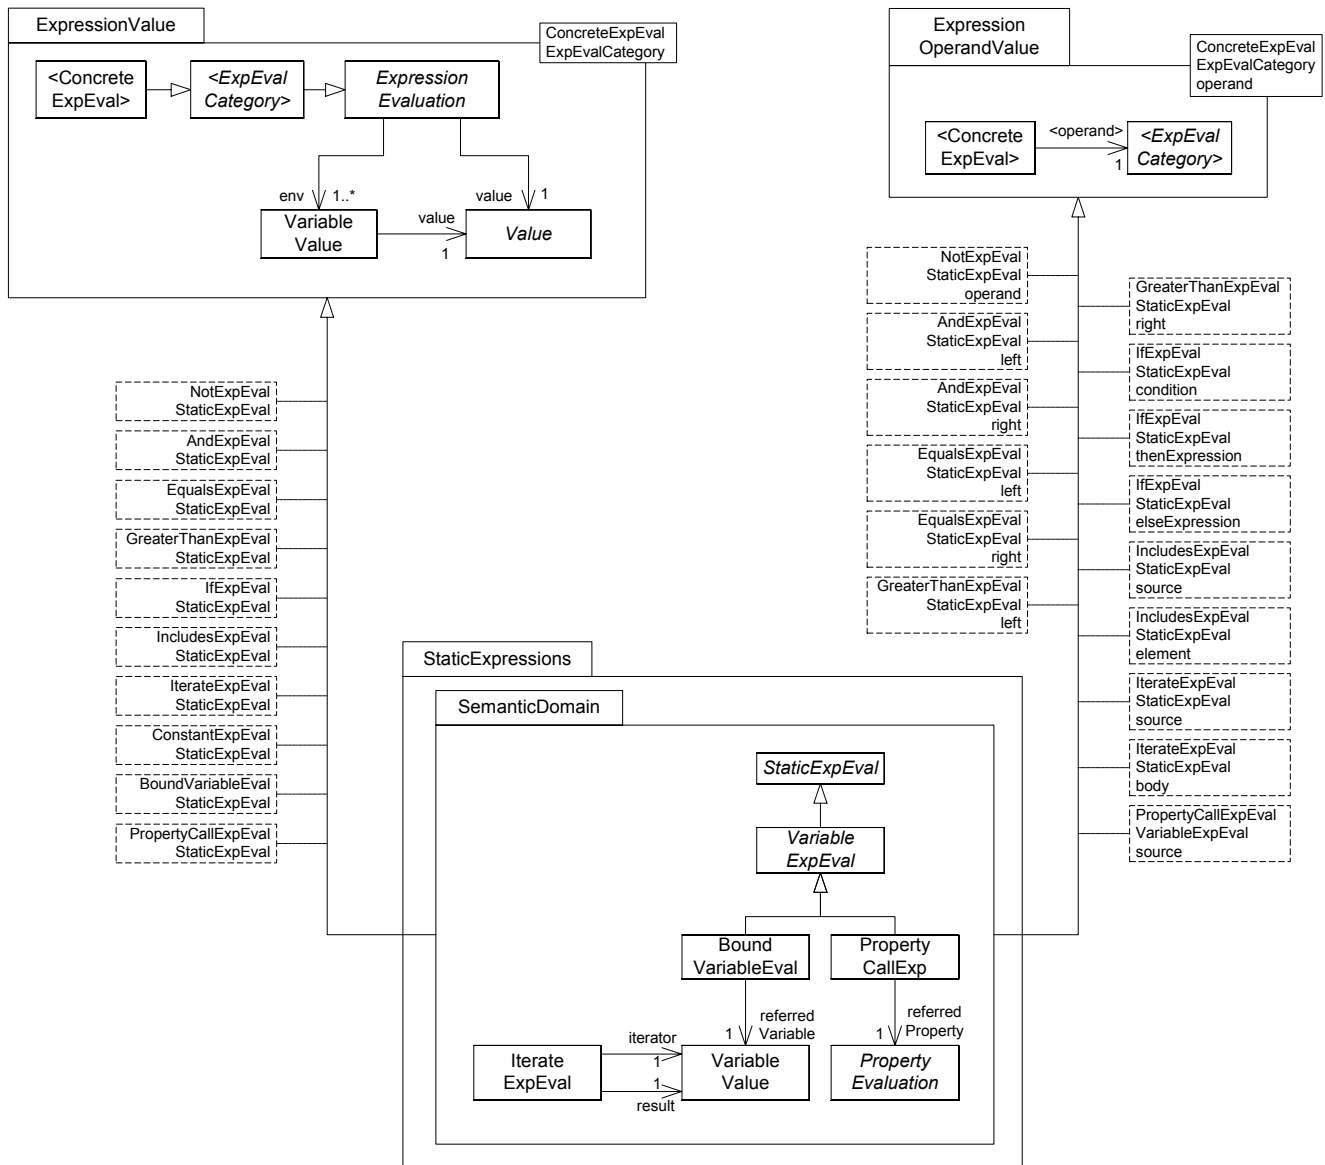 ExpressionValue
ConcreteExpEval
ExpEvalCategory
<Concrete
ExpEval>
<ExpEval
Category>
Expression
Evaluation
env
1..*
value
1
Variable
Value
value
1
Value
Expression
OperandValue
ConcreteExpEval
ExpEvalCategory
operand
<Concrete
ExpEval>
<operand>
1
<ExpEval
Category>
NotExpEval
StaticExpEval
AndExpEval
StaticExpEval
EqualsExpEval
StaticExpEval
GreaterThanExpEval
StaticExpEval
IfExpEval
StaticExpEval
IncludesExpEval
StaticExpEval
IterateExpEval
StaticExpEval
ConstantExpEval
StaticExpEval
BoundVariableEval
StaticExpEval
PropertyCallExpEval
StaticExpEval
NotExpEval
StaticExpEval
operand
AndExpEval
StaticExpEval
left
AndExpEval
StaticExpEval
right
EqualsExpEval
StaticExpEval
left
EqualsExpEval
StaticExpEval
right
GreaterThanExpEval
StaticExpEval
left
GreaterThanExpEval
StaticExpEval
right
IfExpEval
StaticExpEval
condition
IfExpEval
StaticExpEval
thenExpression
IfExpEval
StaticExpEval
elseExpression
IncludesExpEval
StaticExpEval
source
IncludesExpEval
StaticExpEval
element
IterateExpEval
StaticExpEval
source
IterateExpEval
StaticExpEval
body
PropertyCallExpEval
VariableExpEval
source
StaticExpressions
SemanticDomain
StaticExpEval
Variable
ExpEval
Bound
VariableEval
Property
CallExp
referred
1 Variable
referred
1 Property
Iterate
ExpEval
iterator
1
1
result
Variable
Value
Property
Evaluation